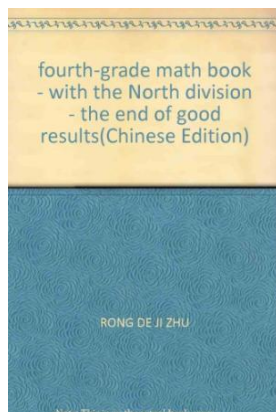 fourth-grade math book
- with the North division
- the end of good
results(Chinese Edition)
RONG DE JI ZHU